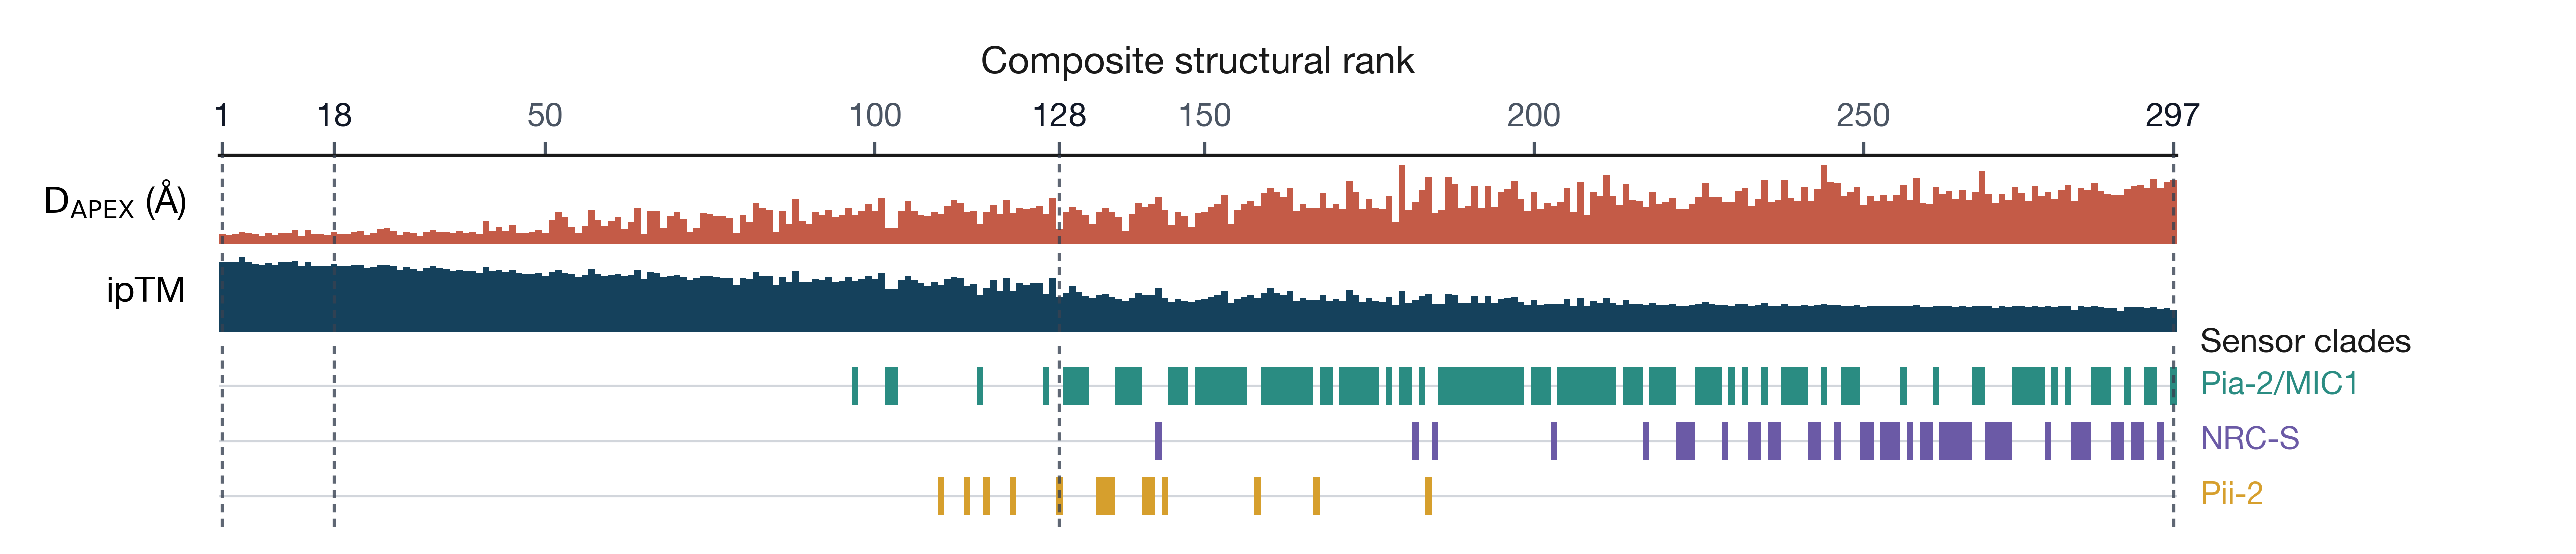 Composite structural rank
1 18 50 100 128 150 200 250 297
DAPEX (Å)
ipTM
Sensor clades
Pia-2/MIC1
NRC-S
Pii-2